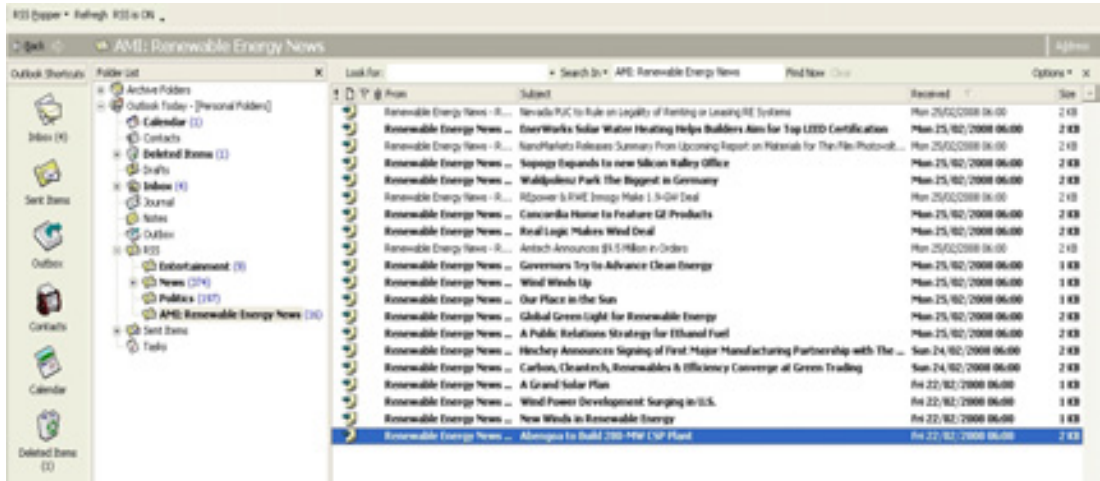 RSS Popper Refresh RSS is ON
Back AMI: Renewable Energy News Address
Outlook Shortcuts
Inbox (4)
Sent Items
Outbox
Contacts
Calendar
Deleted Items
(1)
Folder List X
Archive Folders
Outlook Today - [Personal Folders]
Calendar (1)
Contacts
Deleted Items (1)
Drafts
Inbox (4)
Journal
Notes
Outbox
RSS
Entertainment (9)
News (274)
Politics (197)
AMI: Renewable Energy News (16)
Sent Items
Tasks
Look for: Search In AMI: Renewable Energy News Find Now Clear Options X
From Subject Received Size
Renewable Energy News - R... Nevada PUC to Rule on Legality of Renting or Leasing RE Systems Mon 25/02/2008 06:00 2 KB
Renewable Energy News ... EnerWorks Solar Water Heating Helps Builders Aim for Top LEED Certification Mon 25/02/2008 06:00 2 KB
Renewable Energy News - R... NanoMarkets Releases Summary From Upcoming Report on Materials for Thin Film Photovolt... Mon 25/02/2008 06:00 2 KB
Renewable Energy News ... Sopogy Expands to new Silicon Valley Office Mon 25/02/2008 06:00 2 KB
Renewable Energy News ... Waldpolenz Park The Biggest in Germany Mon 25/02/2008 06:00 2 KB
Renewable Energy News - R... REpower & RWE Innogy Make 1.9-GW Deal Mon 25/02/2008 06:00 2 KB
Renewable Energy News ... Concordia Home to Feature GE Products Mon 25/02/2008 06:00 2 KB
Renewable Energy News ... Real Logic Makes Wind Deal Mon 25/02/2008 06:00 2 KB
Renewable Energy News - R... Antech Announces $9.5 Million in Orders Mon 25/02/2008 06:00 2 KB
Renewable Energy News ... Governors Try to Advance Clean Energy Mon 25/02/2008 06:00 1 KB
Renewable Energy News ... Wind Winds Up Mon 25/02/2008 06:00 1 KB
Renewable Energy News ... Our Place in the Sun Mon 25/02/2008 06:00 1 KB
Renewable Energy News ... Global Green Light for Renewable Energy Mon 25/02/2008 06:00 1 KB
Renewable Energy News ... A Public Relations Strategy for Ethanol Fuel Mon 25/02/2008 06:00 1 KB
Renewable Energy News ... Hinchey Announces Signing of First Major Manufacturing Partnership with The ... Sun 24/02/2008 06:00 2 KB
Renewable Energy News ... Carbon, Cleantech, Renewables & Efficiency Converge at Green Trading Sun 24/02/2008 06:00 2 KB
Renewable Energy News ... A Grand Solar Plan Fri 22/02/2008 06:00 1 KB
Renewable Energy News ... Wind Power Development Surging in U.S. Fri 22/02/2008 06:00 1 KB
Renewable Energy News ... New Winds in Renewable Energy Fri 22/02/2008 06:00 1 KB
Renewable Energy News ... Abengoa to Build 280-MW CSP Plant Fri 22/02/2008 06:00 2 KB